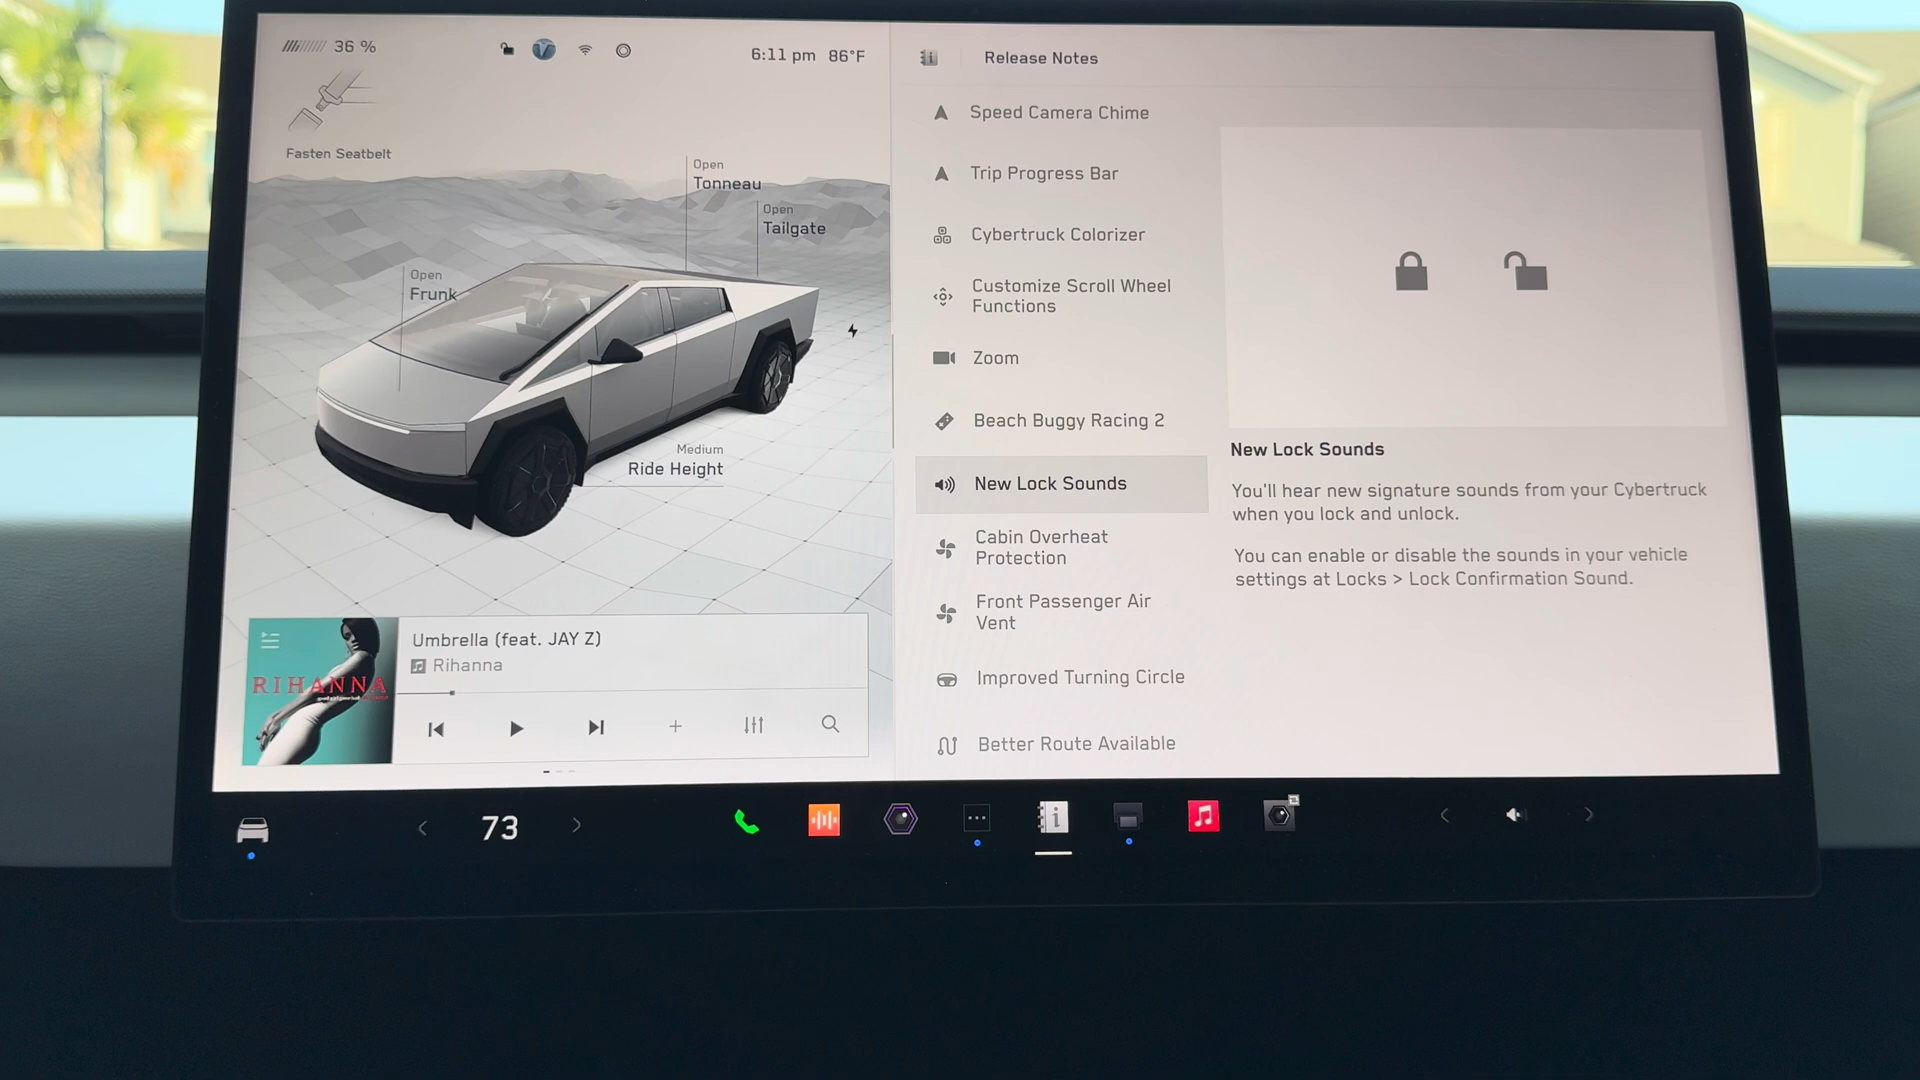 36 %
6:11 pm 86°F
Fasten Seatbelt
Open
Tonneau
Open
Tailgate
Open
Frunk
Medium
Ride Height
RIHANNA
Umbrella (feat. JAY Z)
Rihanna
73
Release Notes
Speed Camera Chime
Trip Progress Bar
Cybertruck Colorizer
Customize Scroll Wheel
Functions
Zoom
Beach Buggy Racing 2
New Lock Sounds
Cabin Overheat
Protection
Front Passenger Air
Vent
Improved Turning Circle
Better Route Available
New Lock Sounds
You'll hear new signature sounds from your Cybertruck
when you lock and unlock.
You can enable or disable the sounds in your vehicle
settings at Locks > Lock Confirmation Sound.